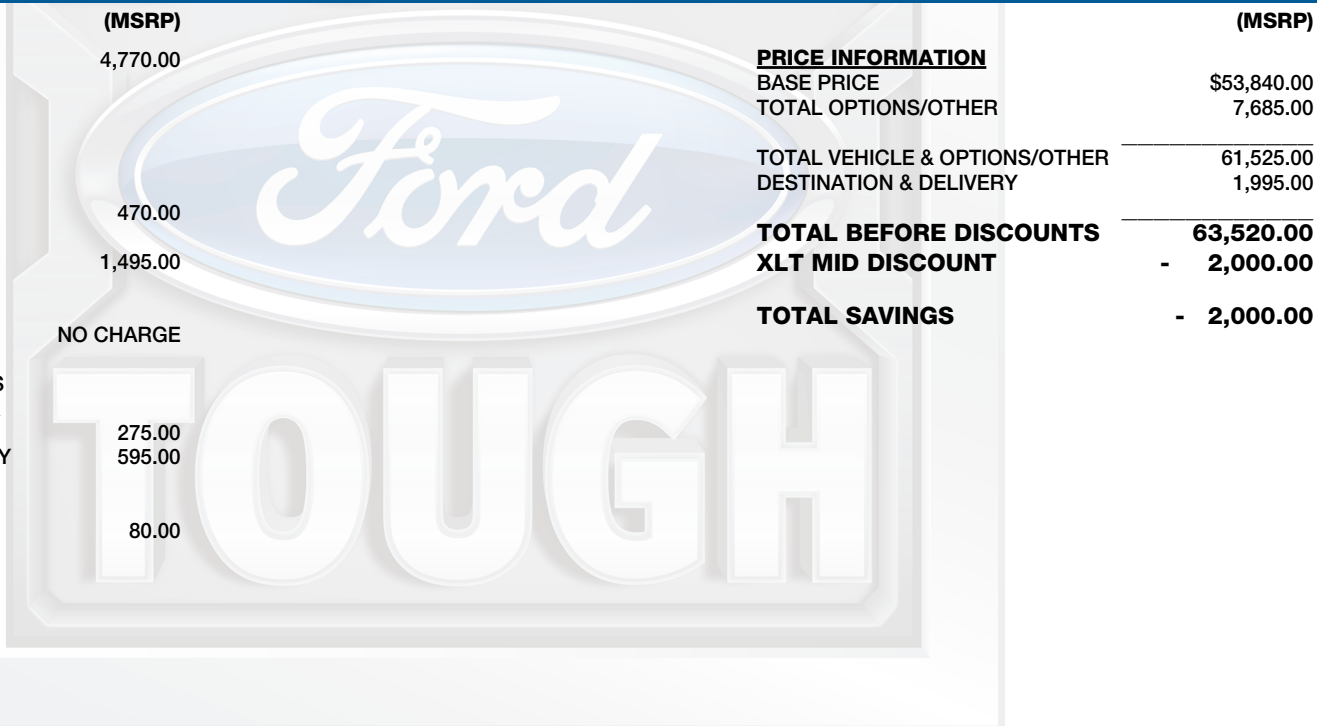 (MSRP)
4,770.00
470.00
1,495.00
NO CHARGE
S
275.00
Y 595.00
80.00
Ford
TOUGH
(MSRP)
PRICE INFORMATION
BASE PRICE $53,840.00
TOTAL OPTIONS/OTHER 7,685.00
TOTAL VEHICLE & OPTIONS/OTHER 61,525.00
DESTINATION & DELIVERY 1,995.00
TOTAL BEFORE DISCOUNTS 63,520.00
XLT MID DISCOUNT - 2,000.00
TOTAL SAVINGS - 2,000.00